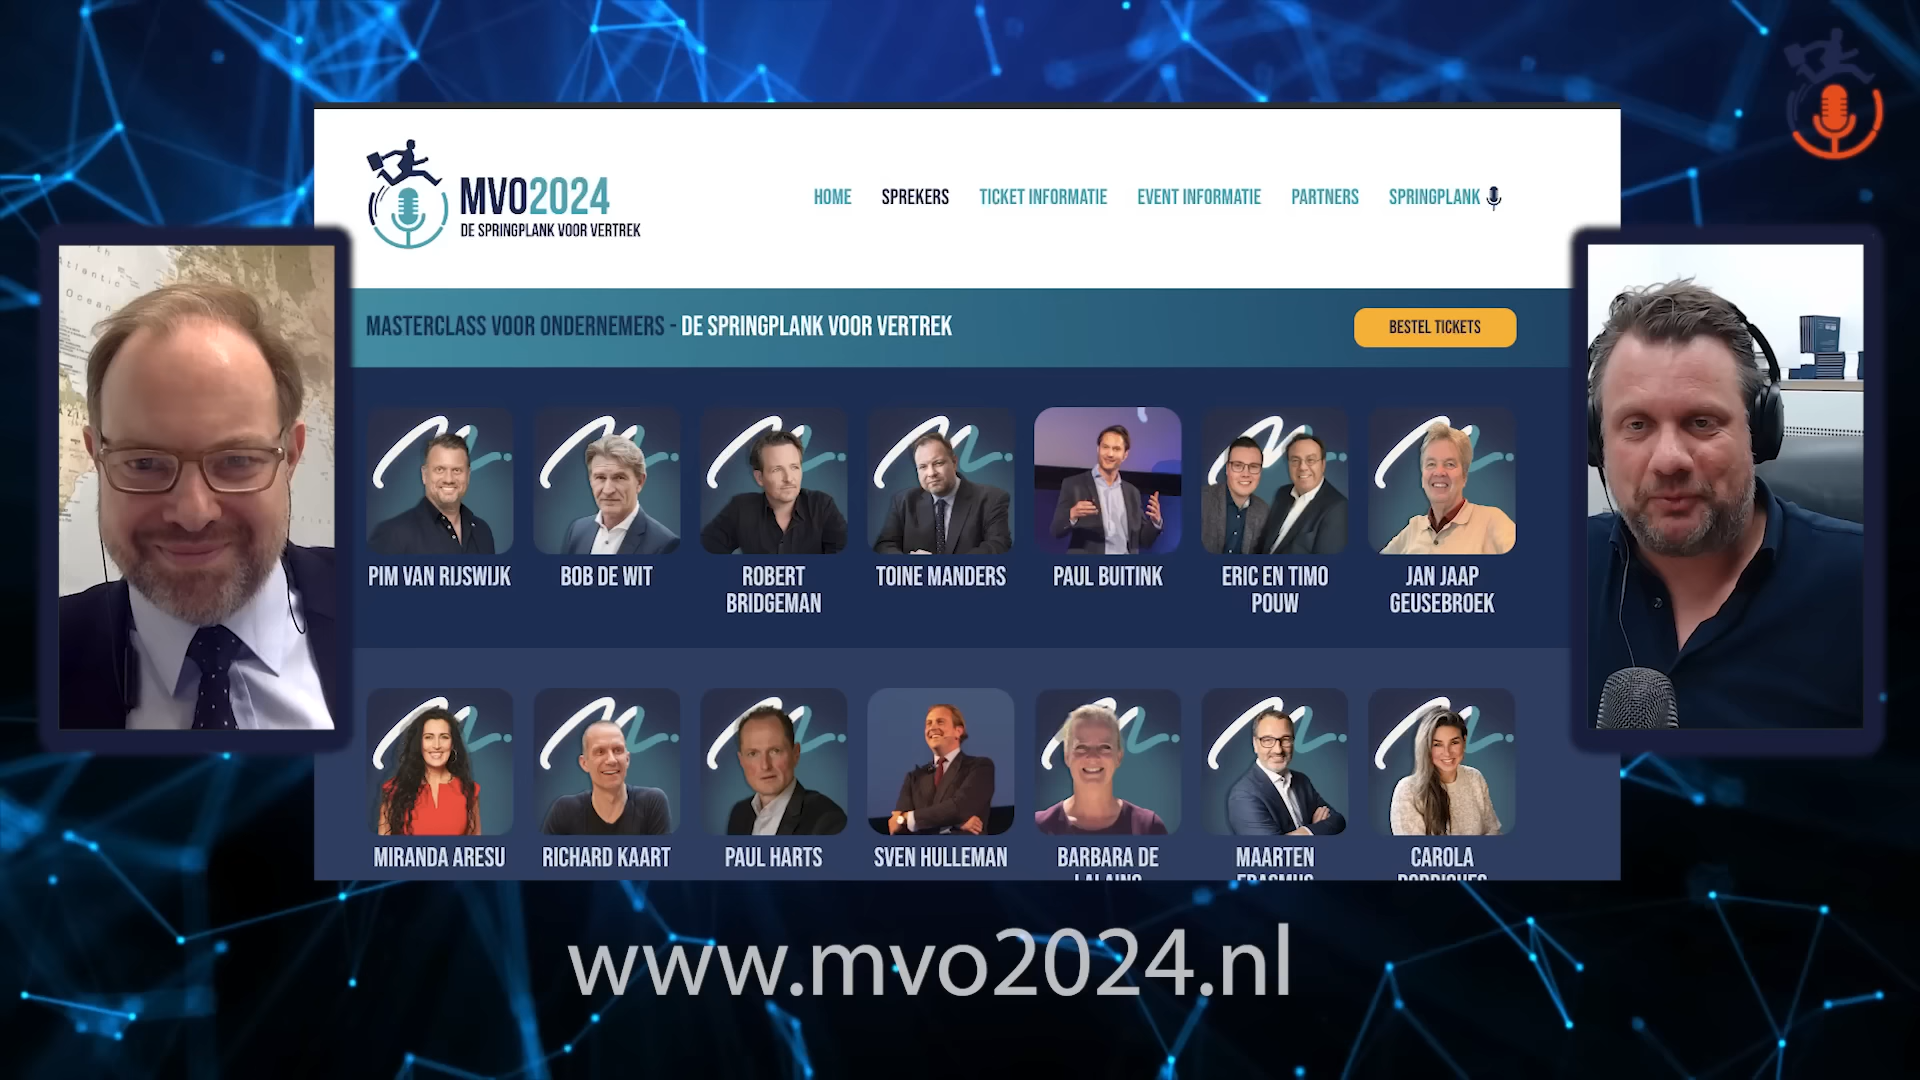 MVO2024
DE SPRINGPLANK VOOR VERTREK
HOME SPREKERS TICKET INFORMATIE EVENT INFORMATIE PARTNERS SPRINGPLANK
MASTERCLASS VOOR ONDERNEMERS - DE SPRINGPLANK VOOR VERTREK
BESTEL TICKETS
PIM VAN RIJSWIJK
BOB DE WIT
ROBERT
BRIDGEMAN
TOINE MANDERS
PAUL BUITINK
ERIC EN TIMO
POUW
JAN JAAP
GEUSEBROEK
MIRANDA ARESU
RICHARD KAART
PAUL HARTS
SVEN HULLEMAN
BARBARA DE
MAARTEN
CAROLA
www.mvo2024.nl